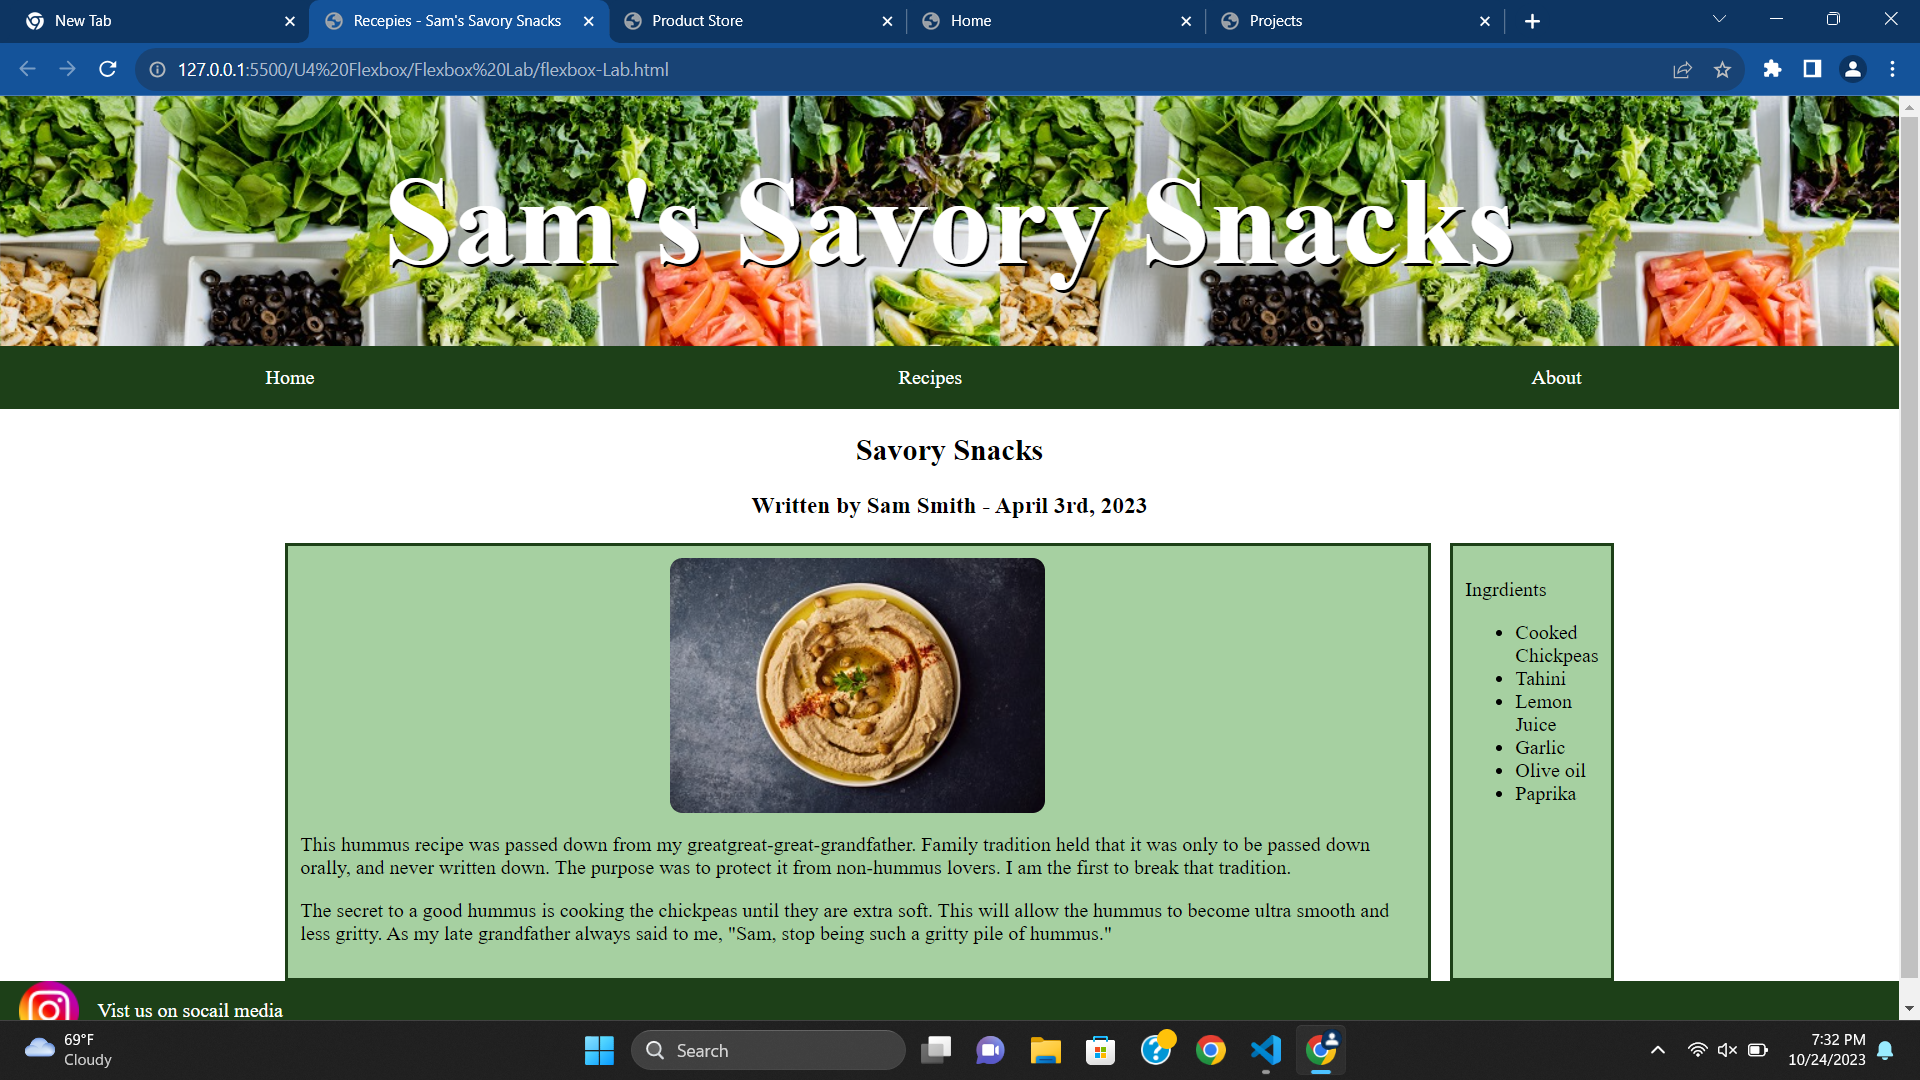 New Tab
Recepies - Sam's Savory Snacks
Product Store
Home
Projects
127.0.0.1:5500/U4%20Flexbox/Flexbox%20Lab/flexbox-Lab.html
Sam's Savory Snacks
Home
Recipes
About
Savory Snacks
Written by Sam Smith - April 3rd, 2023
This hummus recipe was passed down from my greatgreat-great-grandfather. Family tradition held that it was only to be passed down
orally, and never written down. The purpose was to protect it from non-hummus lovers. I am the first to break that tradition.
The secret to a good hummus is cooking the chickpeas until they are extra soft. This will allow the hummus to become ultra smooth and
less gritty. As my late grandfather always said to me, "Sam, stop being such a gritty pile of hummus."
Ingrdients
• Cooked
Chickpeas
• Tahini
• Lemon
Juice
• Garlic
• Olive oil
• Paprika
Vist us on socail media
69°F
Cloudy
Search
7:32 PM
10/24/2023